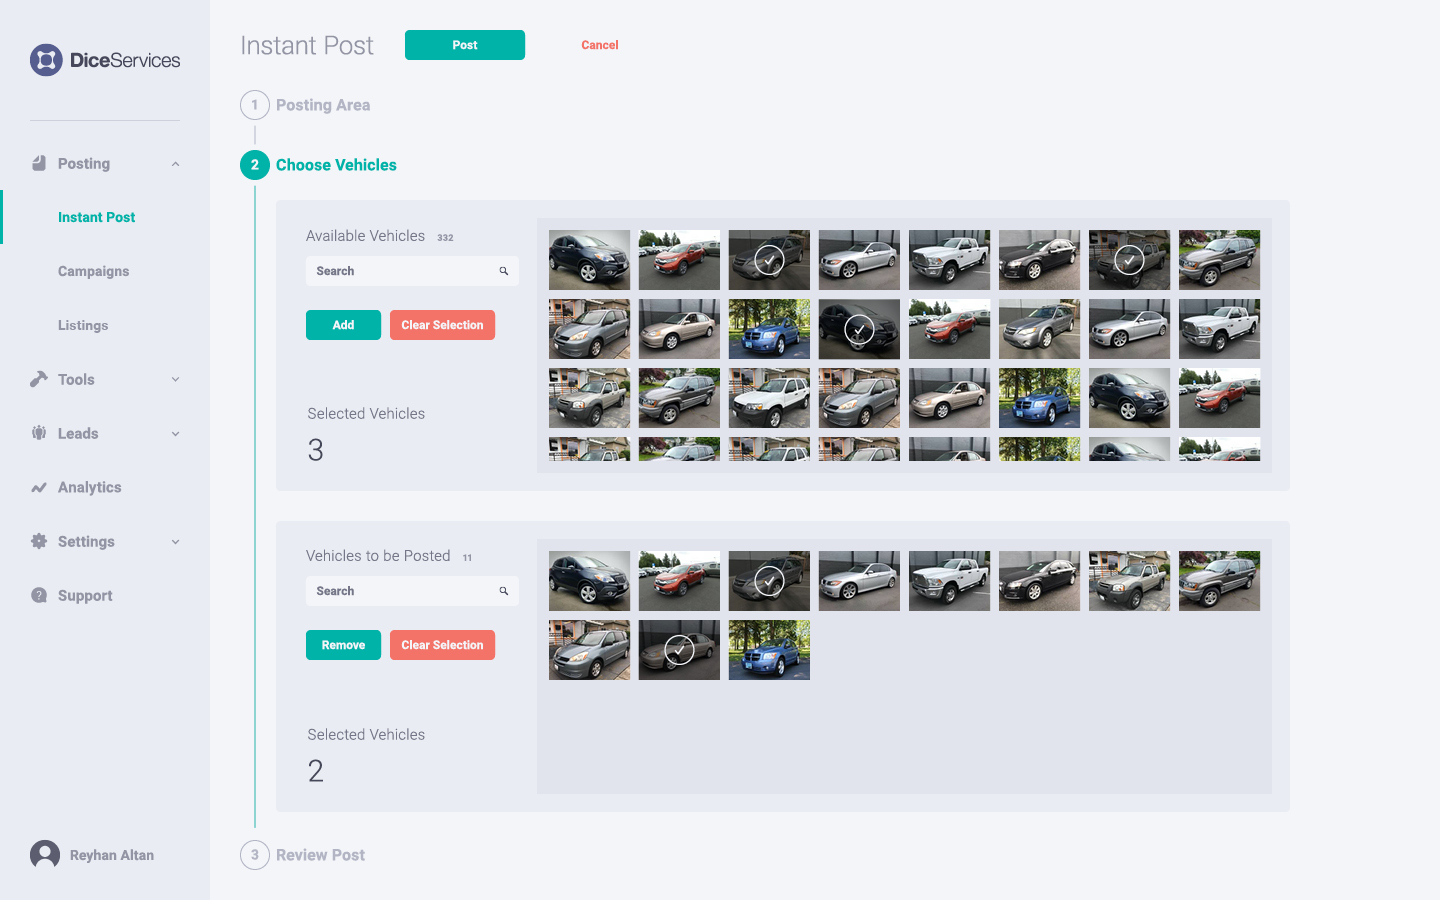 DiceServices
Posting
Instant Post
Campaigns
Listings
Tools
Leads
Analytics
Settings
Support
Reyhan Altan
Instant Post
Post
Cancel
1 Posting Area
2 Choose Vehicles
Available Vehicles 332
Search
Add
Clear Selection
Selected Vehicles
3
Vehicles to be Posted 11
Search
Remove
Clear Selection
Selected Vehicles
2
3 Review Post